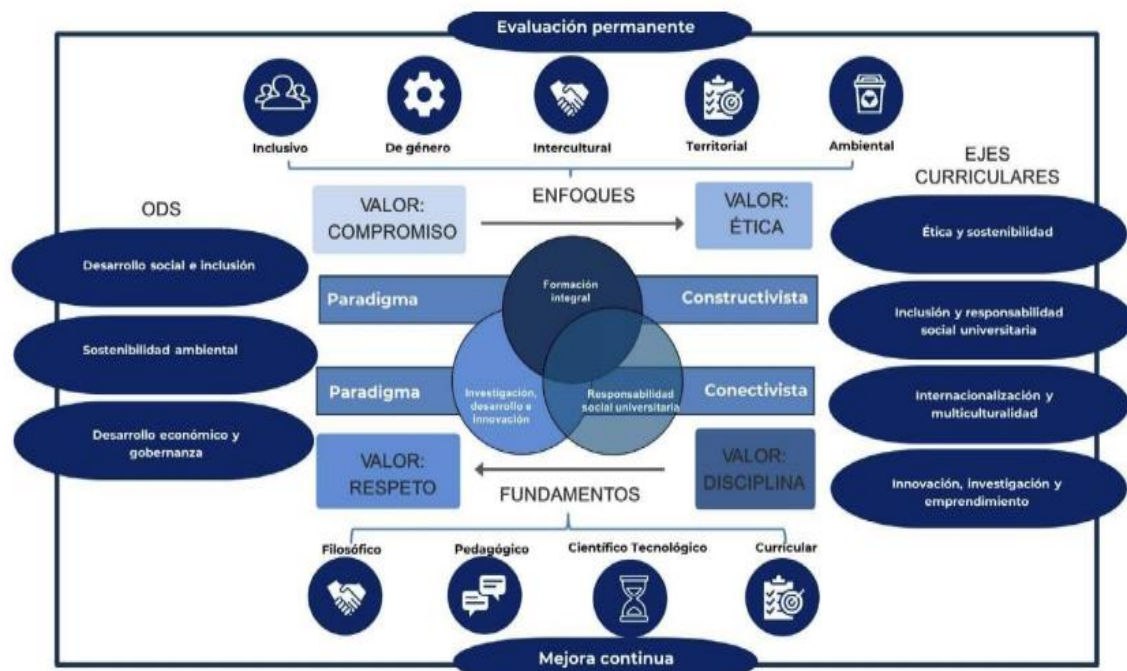 Evaluación permanente
Inclusivo
De género
Intercultural
Territorial
Ambiental
ENFOQUES
ODS
Desarrollo social e inclusión
Sostenibilidad ambiental
Desarrollo económico y
gobernanza
VALOR:
COMPROMISO
VALOR:
ÉTICA
Paradigma
Constructivista
Formación
integral
Paradigma
Conectivista
Investigación,
desarrollo e
innovación
Responsabilidad
social universitaria
VALOR:
RESPETO
VALOR:
DISCIPLINA
EJES
CURRICULARES
Ética y sostenibilidad
Inclusión y responsabilidad
social universitaria
Internacionalización y
multiculturalidad
Innovación, investigación y
emprendimiento
FUNDAMENTOS
Filosófico
Pedagógico
Científico Tecnológico
Curricular
Mejora continua